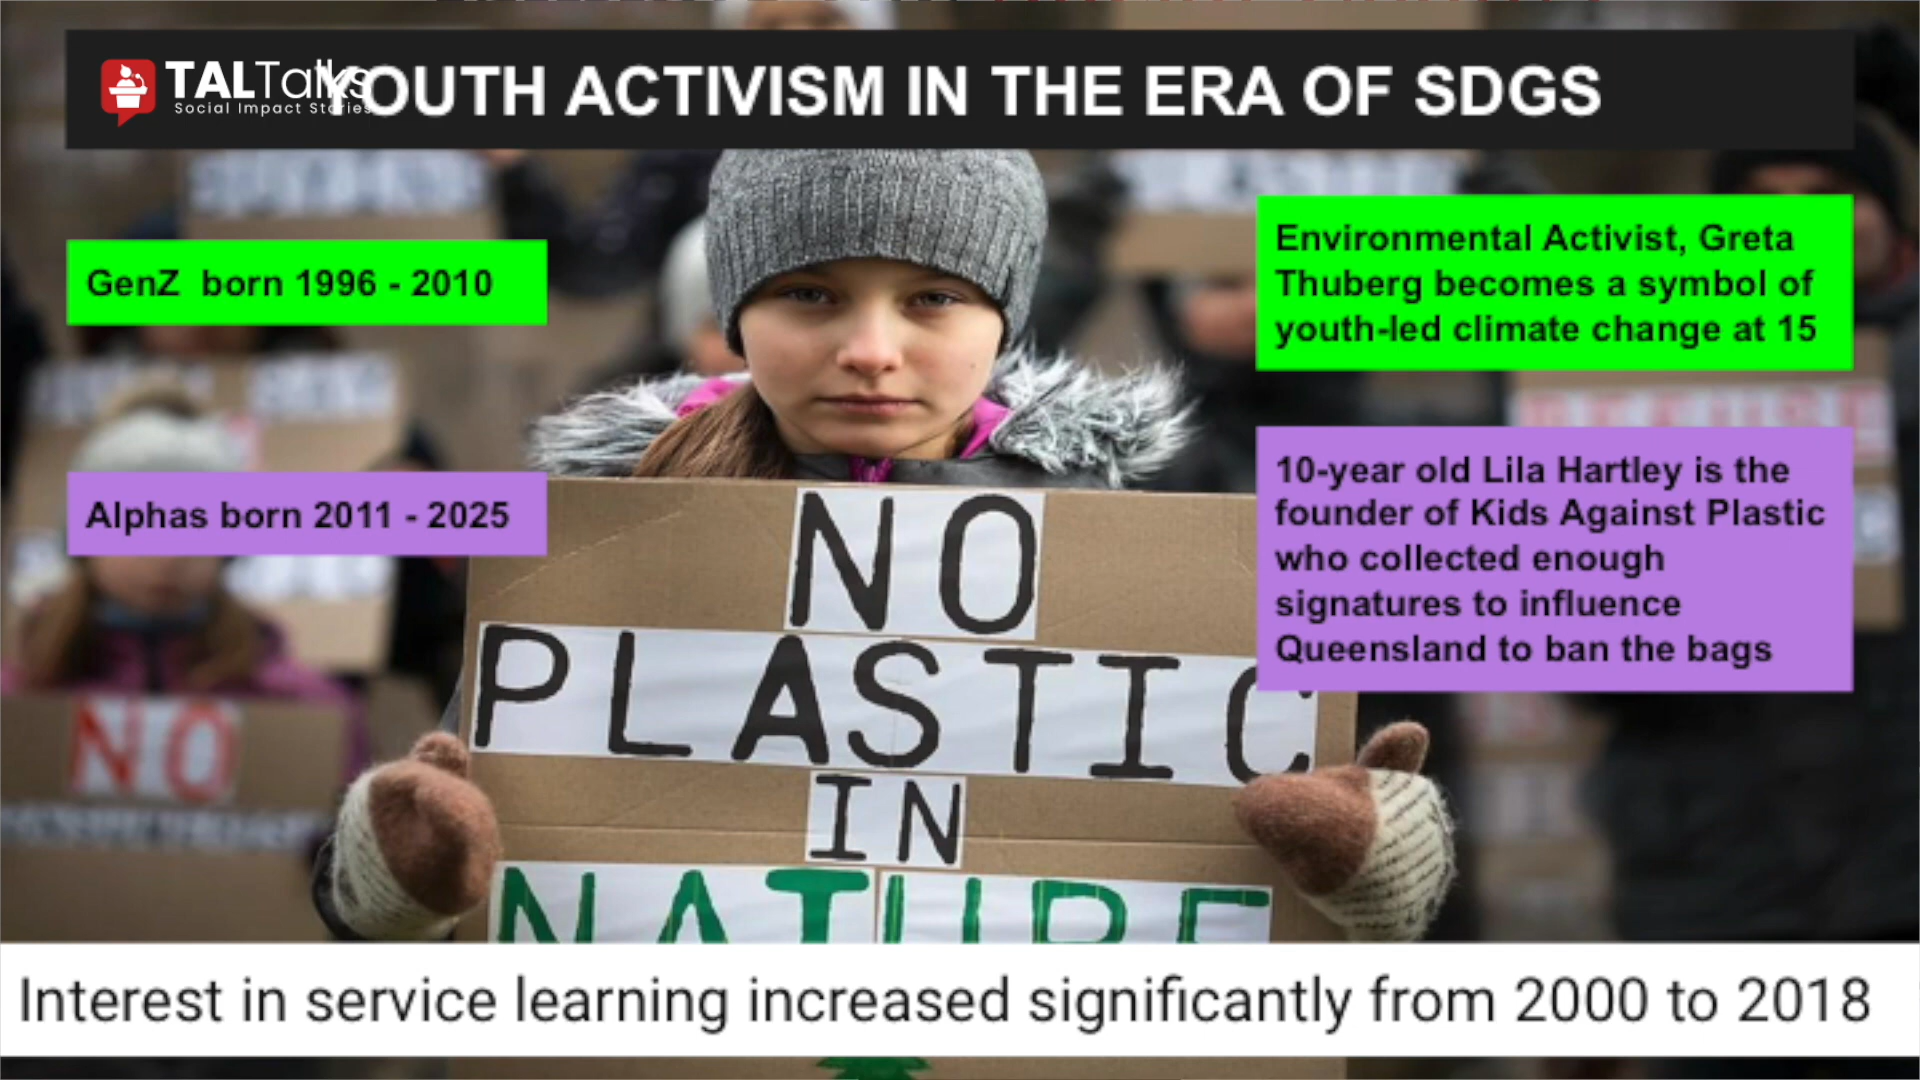 TALTalks
Social Impact Stories
YOUTH ACTIVISM IN THE ERA OF SDGS
GenZ born 1996 - 2010
Alphas born 2011 - 2025
Environmental Activist, Greta
Thuberg becomes a symbol of
youth-led climate change at 15
10-year old Lila Hartley is the
founder of Kids Against Plastic
who collected enough
signatures to influence
Queensland to ban the bags
NO
PLASTIC
IN
NATURE
NO
Interest in service learning increased significantly from 2000 to 2018